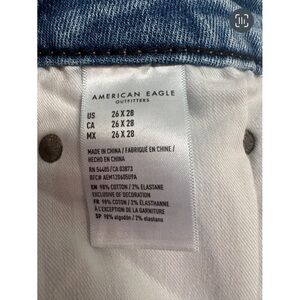 AMERICAN EAGLE
OUTFITTERS
US 26 X 28
CA 26 X 28
MX 26 X 28
MADE IN CHINA / FABRIQUÉ EN CHINE /
HECHO EN CHINA
RN 54485/CA 03873
BFC# AEM12060SU9A
EN 98% COTTON / 2% ELASTANE
EXCLUSIVE OF DECORATION
FR 98% COTON / 2% ÉLASTHANNE
À L'EXCEPTION DE LA GARNITURE
SP 98% algodón / 2% elastano